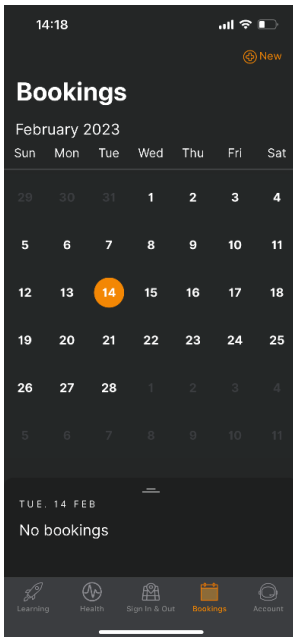 14:18
New
Bookings
February 2023
Sun Mon Tue Wed Thu Fri Sat
29 30 31 1 2 3 4
5 6 7 8 9 10 11
12 13 14 15 16 17 18
19 20 21 22 23 24 25
26 27 28 1 2 3 4
5 6 7 8 9 10 11
TUE. 14 FEB
No bookings
Learning Health Sign In & Out Bookings Account